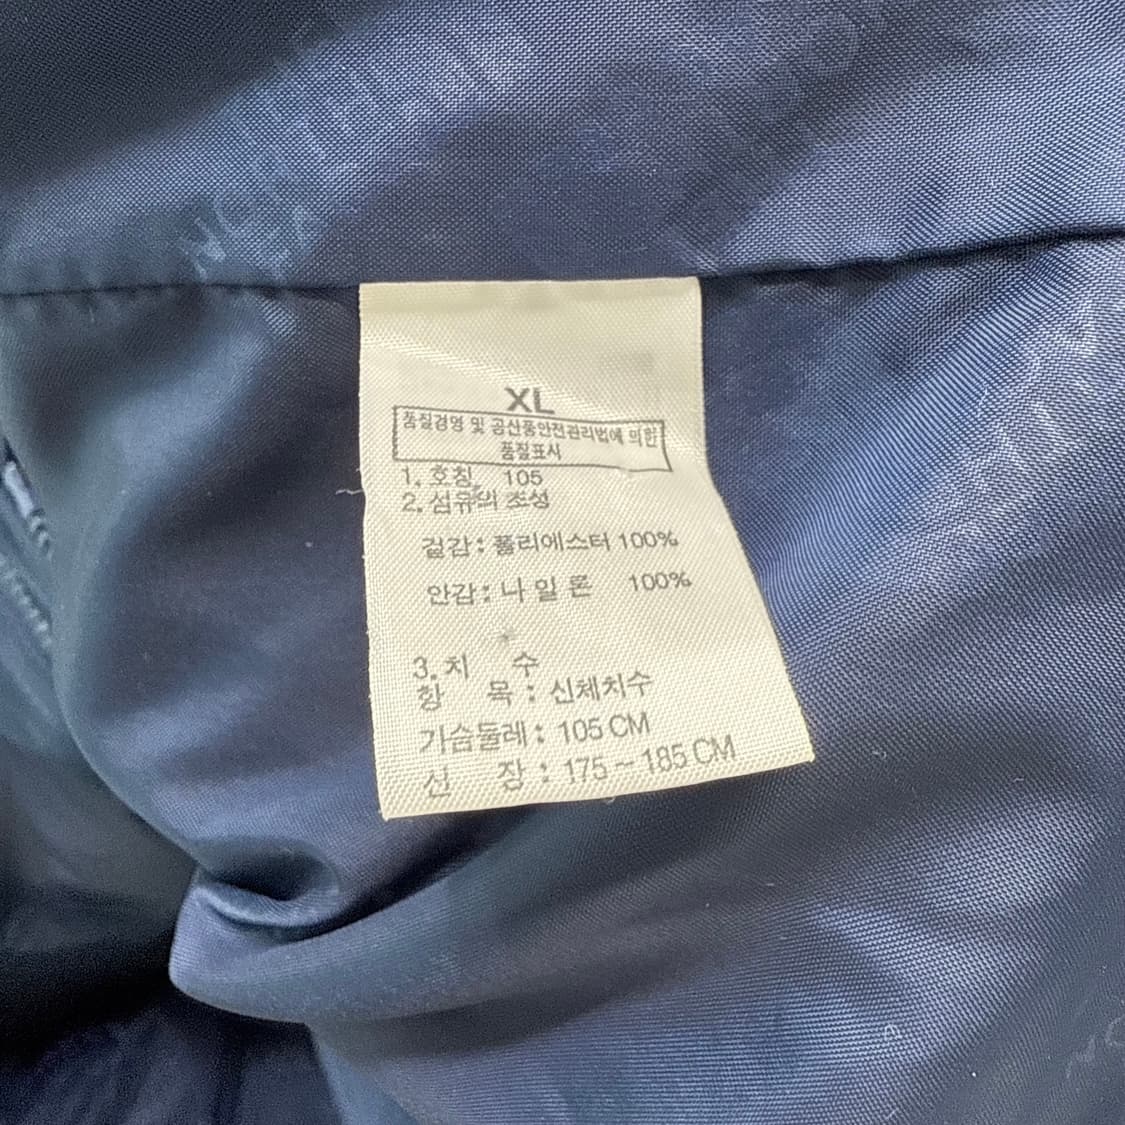 XL
품질경영 및 공산품안전관리법에 의한
품질표시
1. 호칭. 105
2. 섬유의 조성
겉감: 폴리에스터 100%
안감: 나 일 론 100%
3. 치 수
항 목 : 신체치수
가슴둘레: 105 CM
신 장 : 175 ~ 185 CM